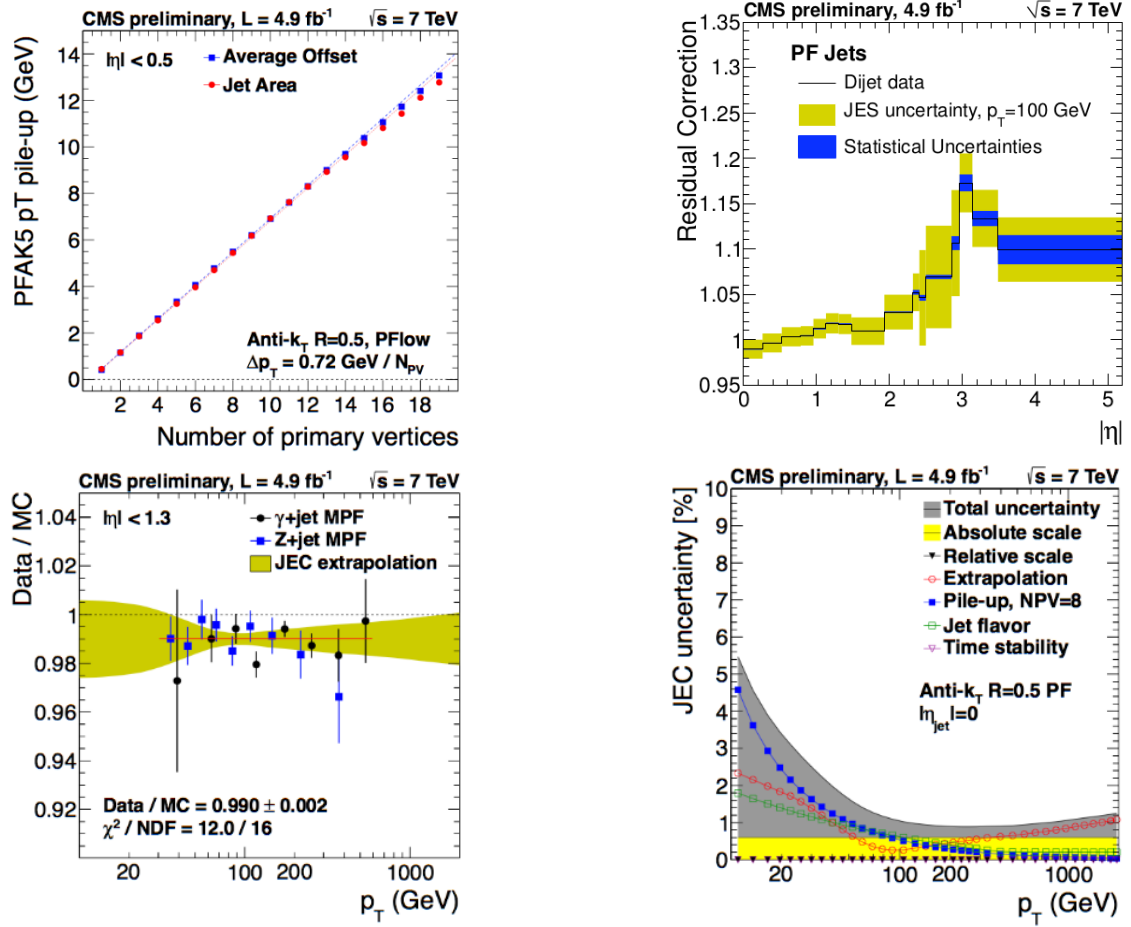 CMS preliminary, L = 4.9 fb⁻¹ √s = 7 TeV
PFAK5 pT pile-up (GeV)
14
12
10
8
6
4
2
0
|η| < 0.5
Average Offset
Jet Area
Anti-k_T R=0.5, PFlow
Δp_T = 0.72 GeV / N_PV
2 4 6 8 10 12 14 16 18
Number of primary vertices
CMS preliminary, 4.9 fb⁻¹ √s = 7 TeV
Residual Correction
1.35
1.3
1.25
1.2
1.15
1.1
1.05
1
0.95
PF Jets
Dijet data
JES uncertainty, p_T=100 GeV
Statistical Uncertainties
0 1 2 3 4 5
|η|
CMS preliminary, L = 4.9 fb⁻¹ √s = 7 TeV
Data / MC
1.04
1.02
1
0.98
0.96
0.94
0.92
|η| < 1.3
γ+jet MPF
Z+jet MPF
JEC extrapolation
Data / MC = 0.990 ± 0.002
χ² / NDF = 12.0 / 16
20 100 200 1000
p_T (GeV)
CMS preliminary, L = 4.9 fb⁻¹ √s = 7 TeV
JEC uncertainty [%]
10
9
8
7
6
5
4
3
2
1
0
Total uncertainty
Absolute scale
Relative scale
Extrapolation
Pile-up, NPV=8
Jet flavor
Time stability
Anti-k_T R=0.5 PF
|η_jet|=0
20 100 200 1000
p_T (GeV)